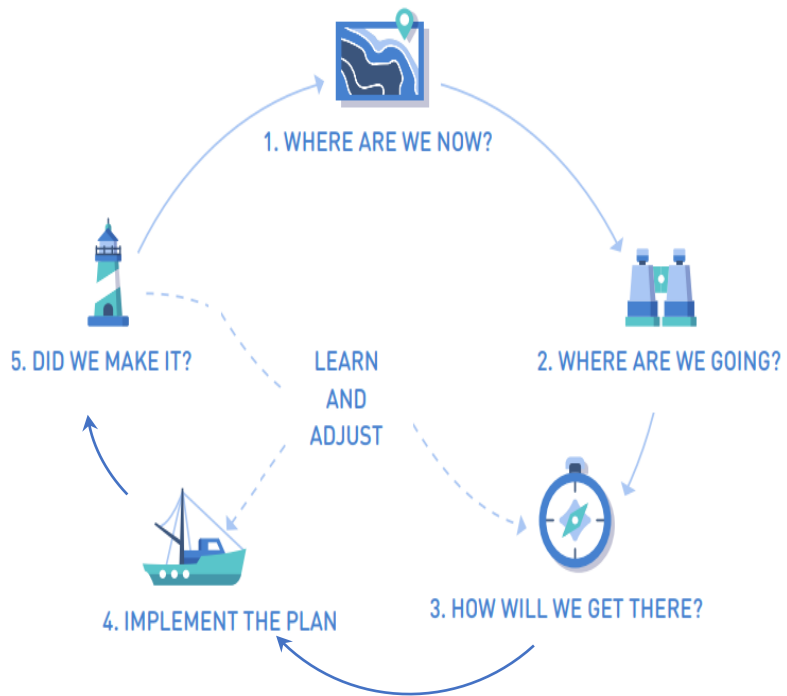 1. WHERE ARE WE NOW?
2. WHERE ARE WE GOING?
5. DID WE MAKE IT?
LEARN
AND
ADJUST
3. HOW WILL WE GET THERE?
4. IMPLEMENT THE PLAN